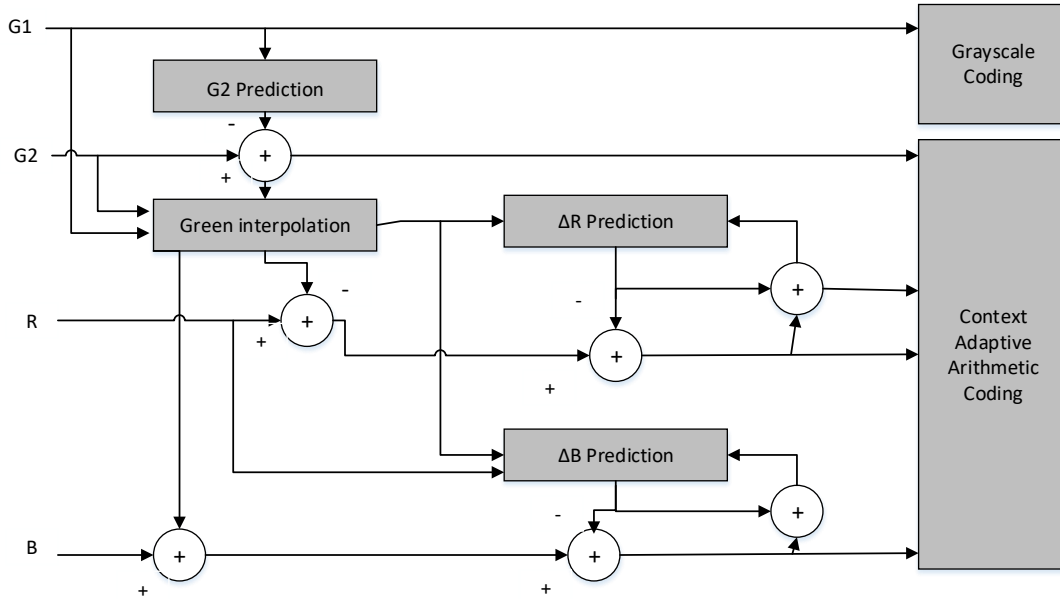 G1
Grayscale
Coding
G2 Prediction
-
G2
+
+
Green interpolation
ΔR Prediction
-
+
-
R
+
+
+
+
+
Context
Adaptive
Arithmetic
Coding
ΔB Prediction
-
+
B
+
+
+
+